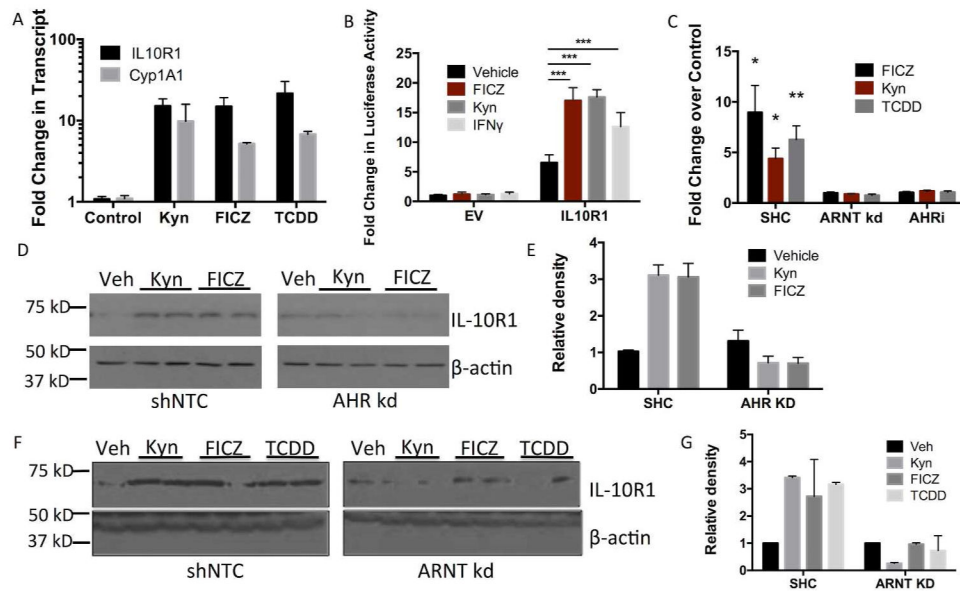 A
Fold Change in Transcript
100
10
1
IL10R1
Cyp1A1
Control Kyn FICZ TCDD
B
Fold Change in Luciferase Activity
25
20
15
10
5
0
Vehicle
FICZ
Kyn
IFNγ
***
***
***
EV IL10R1
C
Fold Change over Control
15
10
5
0
* * **
FICZ
Kyn
TCDD
SHC ARNT kd AHRi
D
Veh Kyn FICZ Veh Kyn FICZ
75 kD
IL-10R1
50 kD
β-actin
37 kD
shNTC AHR kd
E
Relative density
4
3
2
1
0
Vehicle
Kyn
FICZ
SHC AHR KD
F
Veh Kyn FICZ TCDD Veh Kyn FICZ TCDD
75 kD
IL-10R1
50 kD
β-actin
37 kD
shNTC ARNT kd
G
Relative density
5
4
3
2
1
0
Veh
Kyn
FICZ
TCDD
SHC ARNT KD